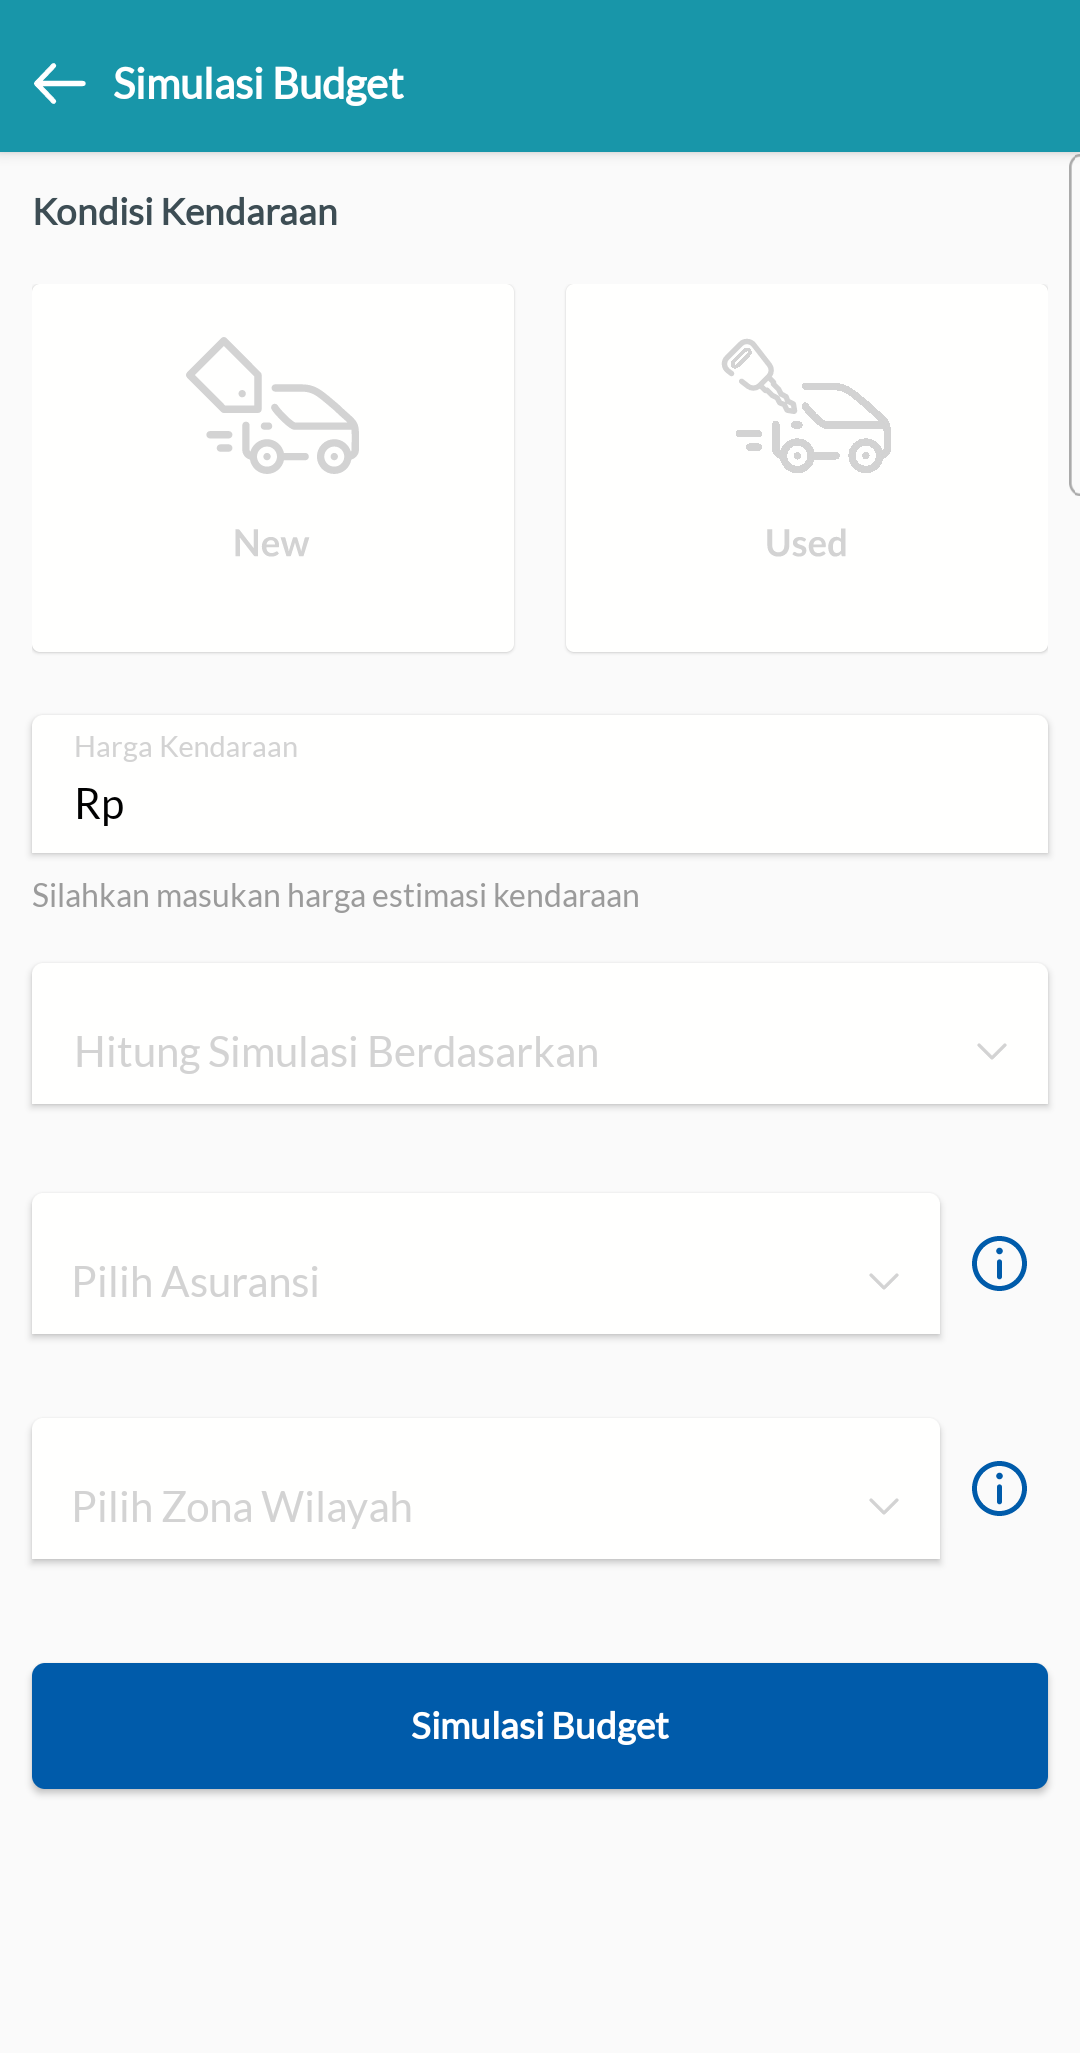 Simulasi Budget
Kondisi Kendaraan
New
Used
Harga Kendaraan
Rp
Silahkan masukan harga estimasi kendaraan
Hitung Simulasi Berdasarkan
Pilih Asuransi
Pilih Zona Wilayah
Simulasi Budget